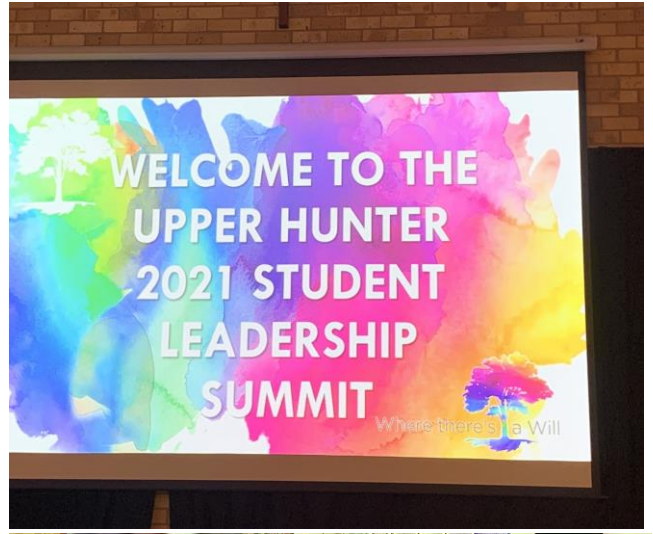 WELCOME TO THE
UPPER HUNTER
2021 STUDENT
LEADERSHIP
SUMMIT
Where there's a Will